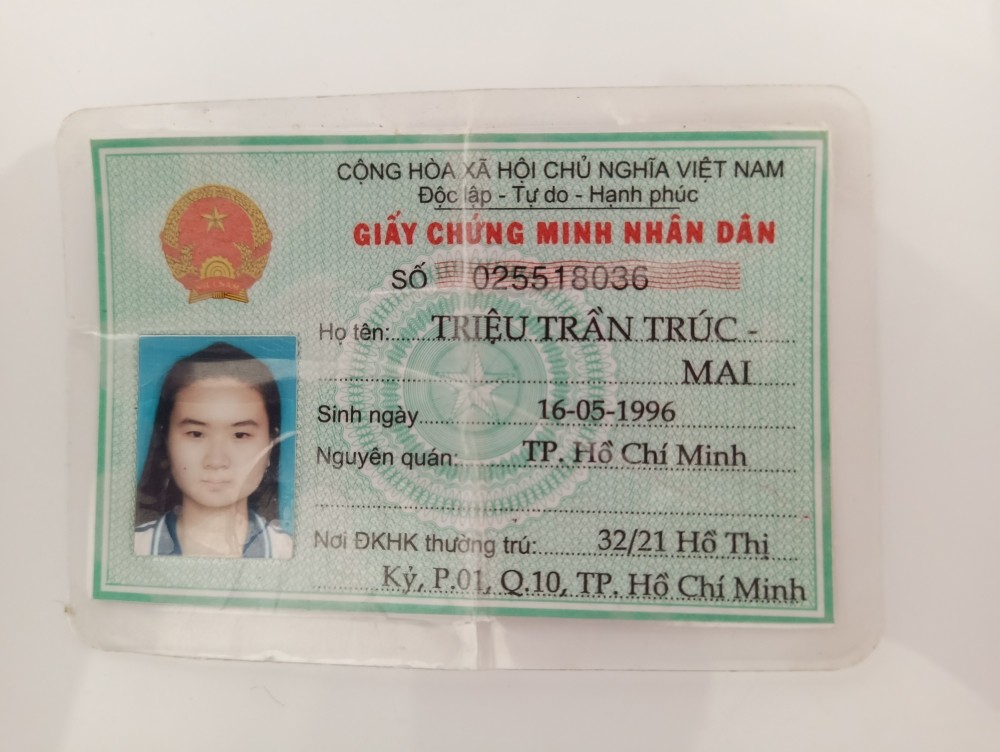 CỘNG HÒA XÃ HỘI CHỦ NGHĨA VIỆT NAM
Độc lập - Tự do - Hạnh phúc
GIẤY CHỨNG MINH NHÂN DÂN
SỐ 025518036
VIỆT NAM
Họ tên: TRIỆU TRẦN TRÚC -
MAI
Sinh ngày 16-05-1996
Nguyên quán: TP. Hồ Chí Minh
Nơi ĐKHK thường trú: 32/21 Hồ Thị
Kỷ, P.01, Q.10, TP. Hồ Chí Minh